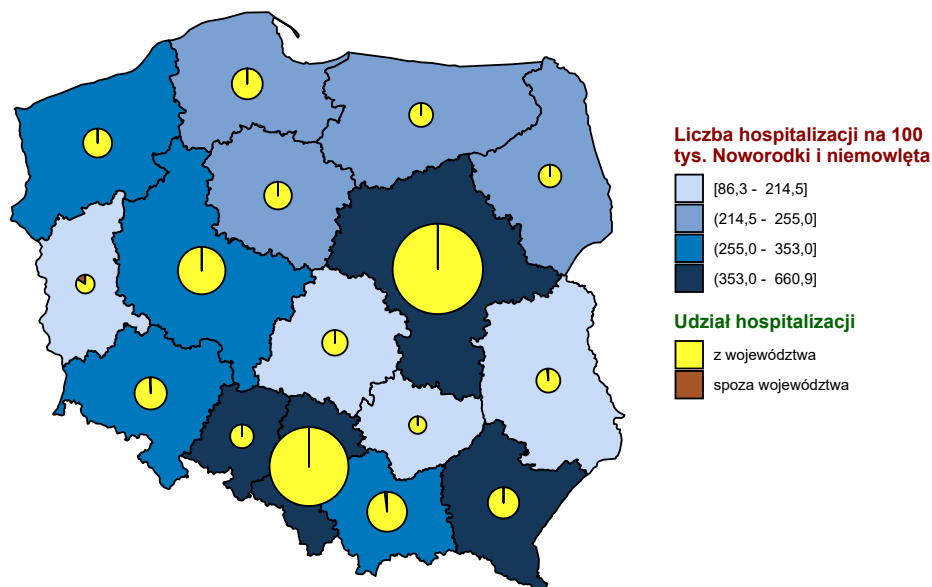 Liczba hospitalizacji na 100
tys. Noworodki i niemowlęta
[86,3 - 214,5]
(214,5 - 255,0]
(255,0 - 353,0]
(353,0 - 660,9]
Udział hospitalizacji
z województwa
spoza województwa